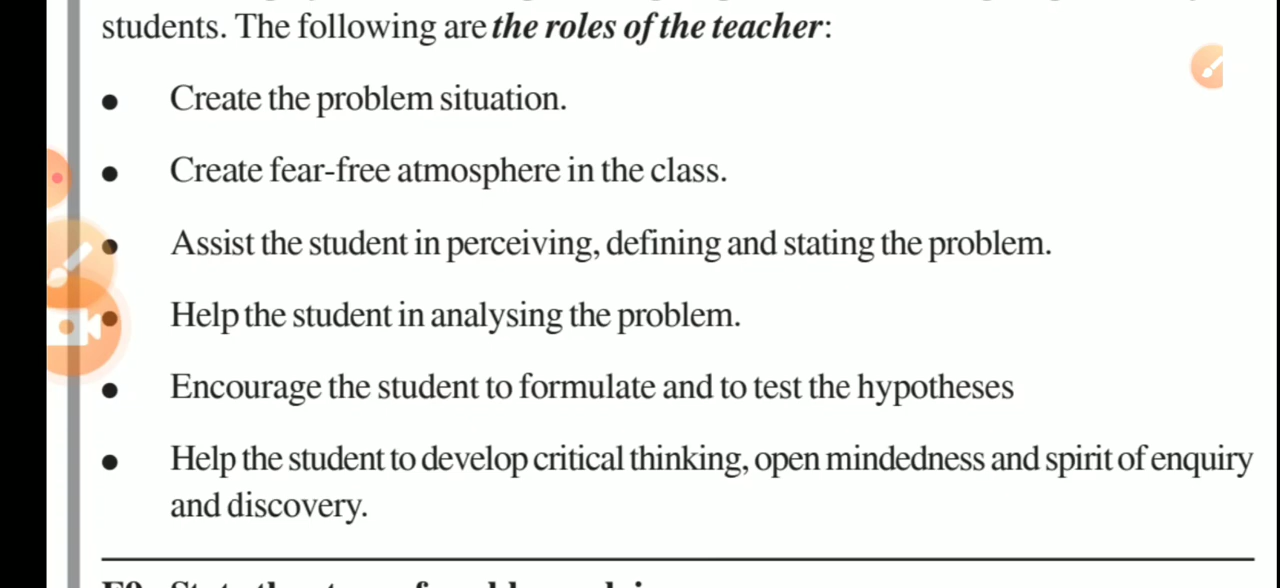 students. The following are the roles of the teacher:
● Create the problem situation.
● Create fear-free atmosphere in the class.
● Assist the student in perceiving, defining and stating the problem.
● Help the student in analysing the problem.
● Encourage the student to formulate and to test the hypotheses
● Help the student to develop critical thinking, open mindedness and spirit of enquiry
and discovery.